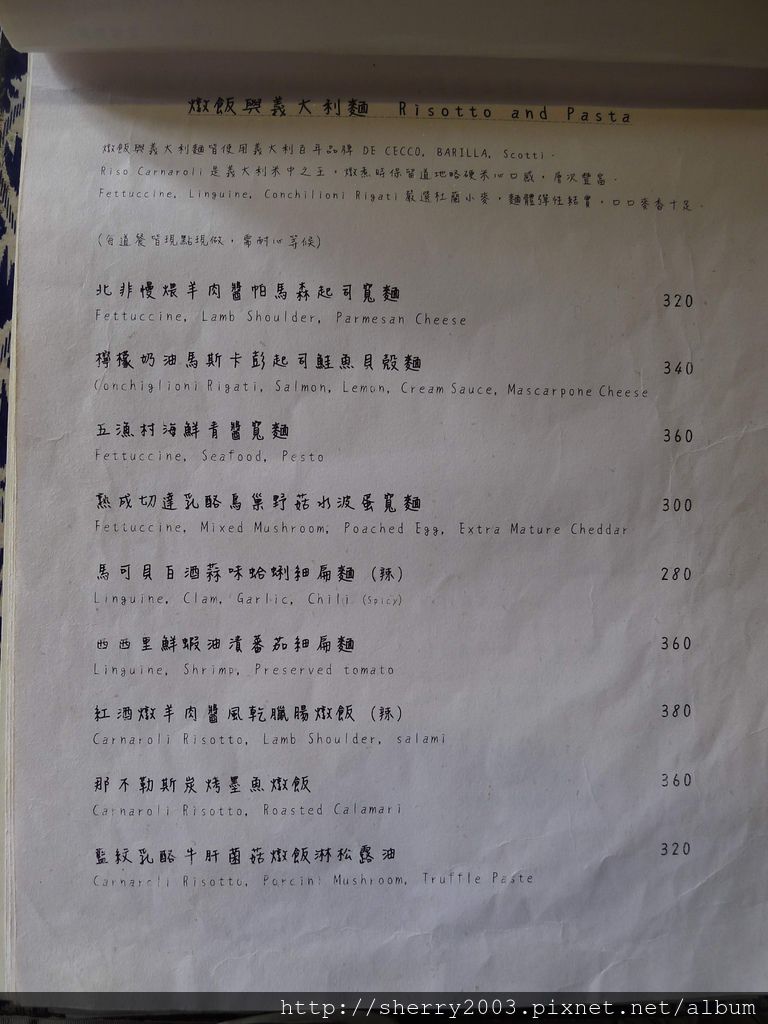 燉飯與義大利麵 Risotto and Pasta
燉飯與義大利麵皆使用義大利百年品牌 DE CECCO, BARILLA, Scotti.
Riso Carnaroli 是義大利米中之王，燉煮時保留道地略硬米心口感，層次豐富.
Fettuccine, Linguine, Conchilioni Rigati 嚴選杜蘭小麥，麵體彈性結實，口口麥香十足.
(每道餐皆現點現做，需耐心等候)
北非慢煨羊肉醬帕馬森起司寬麵 320
Fettuccine, Lamb Shoulder, Parmesan Cheese
檸檬奶油馬斯卡彭起司鮭魚貝殼麵 340
Conchiglioni Rigati, Salmon, Lemon, Cream Sauce, Mascarpone Cheese
五漁村海鮮青醬寬麵 360
Fettuccine, Seafood, Pesto
熟成切達乳酪鳥巢野菇水波蛋寬麵 300
Fettuccine, Mixed Mushroom, Poached Egg, Extra Mature Cheddar
馬可貝白酒蒜味蛤蜊細扁麵 (辣) 280
Linguine, Clam, Garlic, Chili (Spicy)
西西里鮮蝦油漬蕃茄細扁麵 360
Linguine, Shrimp, Preserved tomato
紅酒燉羊肉醬風乾臘腸燉飯 (辣) 380
Carnaroli Risotto, Lamb Shoulder, salami
那不勒斯炭烤墨魚燉飯 360
Carnaroli Risotto, Roasted Calamari
藍紋乳酪牛肝菌菇燉飯淋松露油 320
Carnaroli Risotto, Porcini Mushroom, Truffle Paste
http://sherry2003.pixnet.net/album